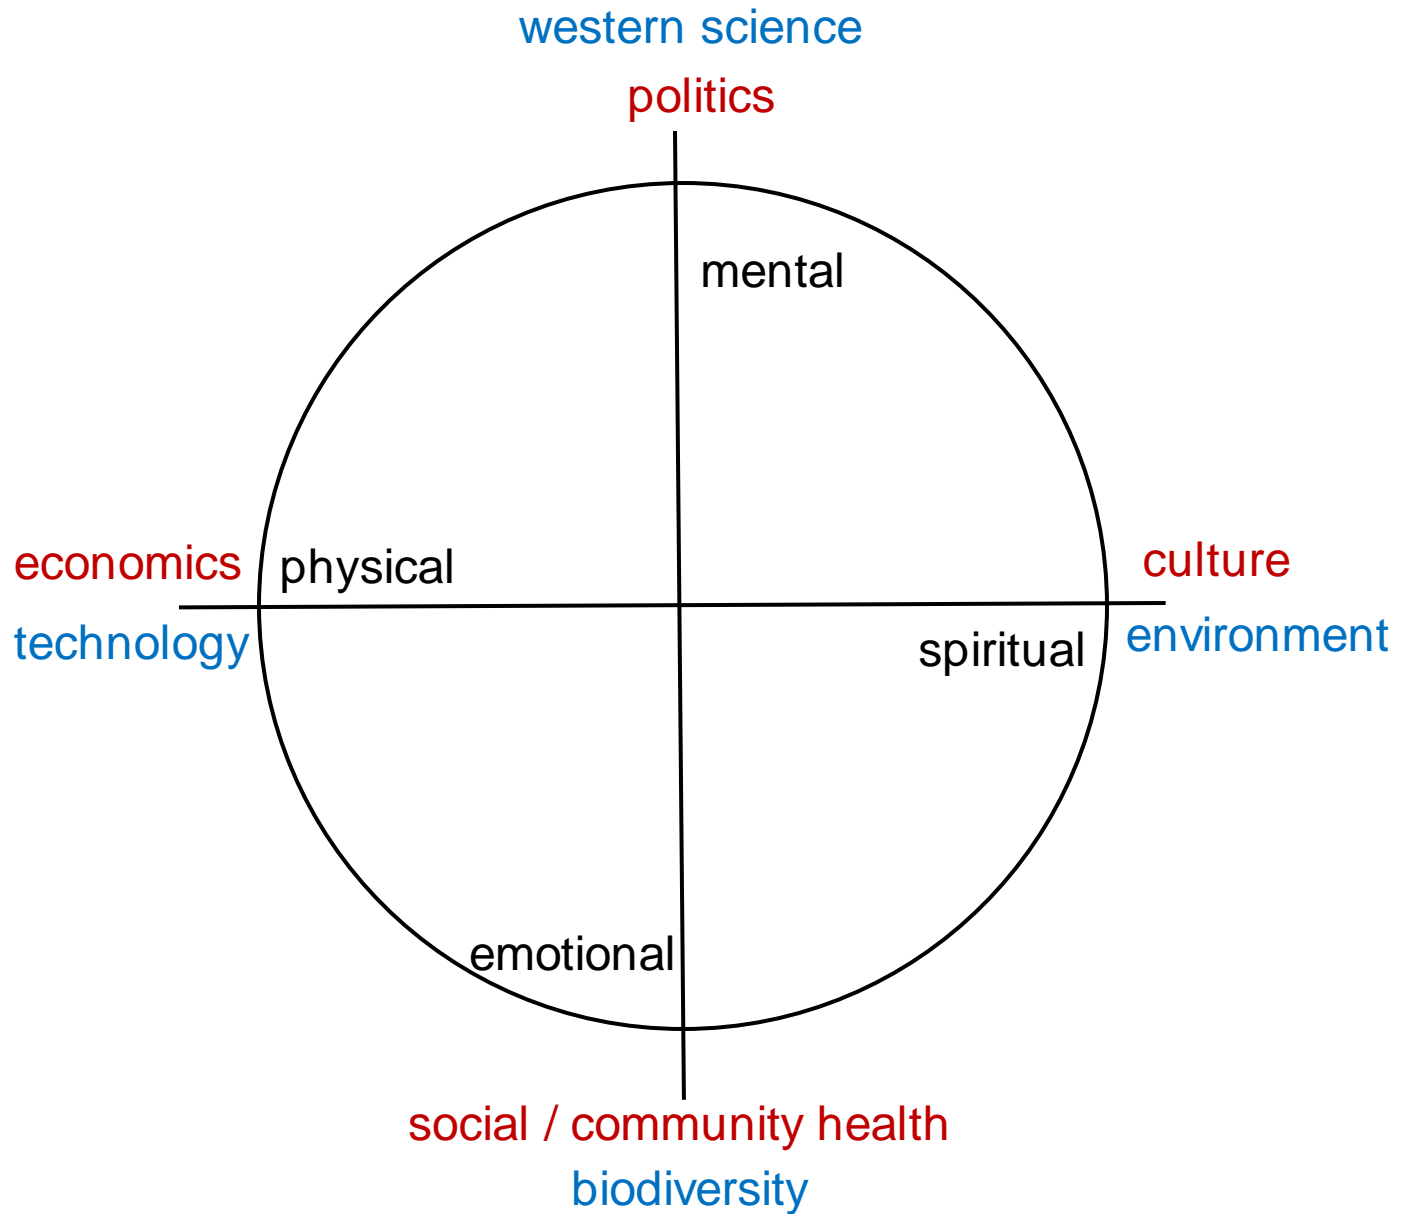 western science
politics
mental
economics
physical
culture
technology
spiritual
environment
emotional
social / community health
biodiversity